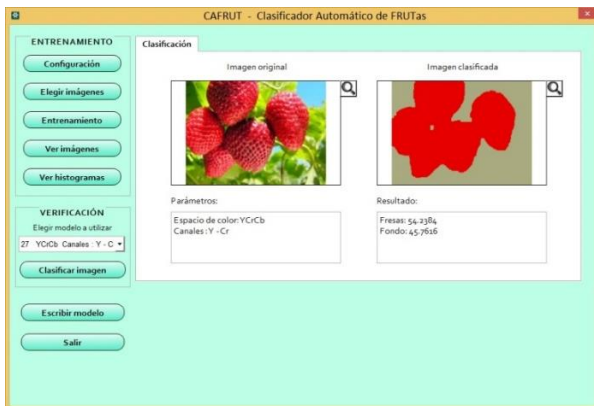 CAFRUT - Clasificador Automático de FRUTas
ENTRENAMIENTO
Configuración
Elegir imágenes
Entrenamiento
Ver imágenes
Ver histogramas
VERIFICACIÓN
Elegir modelo a utilizar
27 YCrCb Canales : Y - C
Clasificar imagen
Escribir modelo
Salir
Clasificación
Imagen original
Imagen clasificada
Parámetros:
Espacio de color: YCrCb
Canales : Y - Cr
Resultado:
Fresas: 54.2384
Fondo: 45.7616